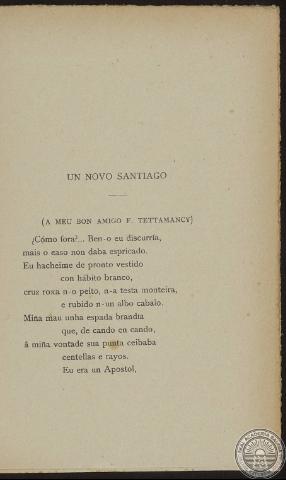 UN NOVO SANTIAGO
(A MEU BON AMIGO F. TETTAMANCY)
¿Cómo fora?... Ben-o eu discurría,
mais o caso non daba espricado.
Eu hacheime de pronto vestido
con hábito branco,
cruz roxa n-o peito, n-a testa monteira,
e rubido n-un albo cabalo.
Miña mau unha espada brandía
que, de cando en cando,
â miña vontade sua punta ceibaba
centellas e rayos.
Eu era un Apostol,